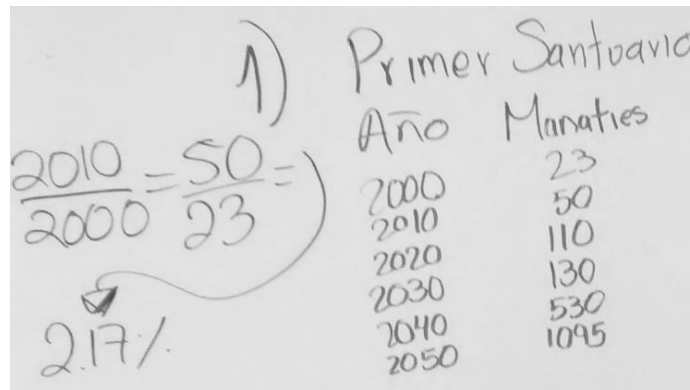 1) Primer Santuario
Año Manaties
2000 23
2010 50
2020 110
2030 130
2040 530
2050 1095
2010/2000 = 50/23 =
2.17%